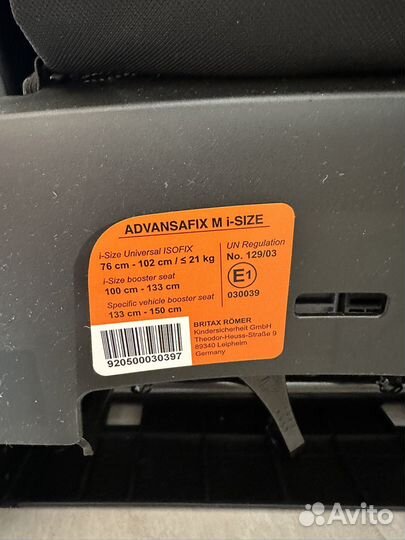 ADVANSAFIX M i-SIZE
i-Size Universal ISOFIX
76 cm - 102 cm / ≤ 21 kg
i-Size booster seat
100 cm - 133 cm
Specific vehicle booster seat
133 cm - 150 cm
UN Regulation
No. 129/03
E1
030039
BRITAX RÖMER
Kindersicherheit GmbH
Theodor-Heuss-Straße 9
89340 Leipheim
Germany
920500030397
Avito